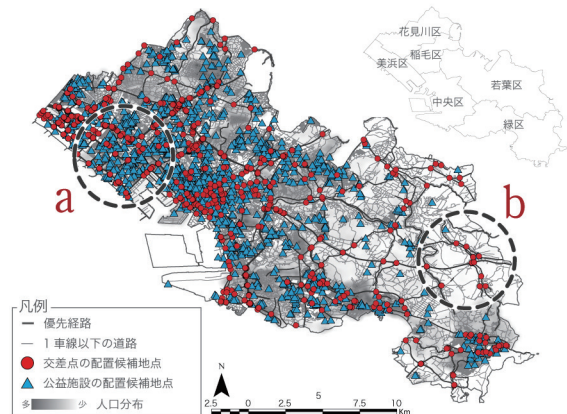 花見川区
稲毛区
美浜区
若葉区
中央区
緑区
a
b
凡例
優先経路
1車線以下の道路
交差点の配置候補地点
公益施設の配置候補地点
多 少 人口分布
N
5
2.5 0 2.5 5 7.5 10
Km